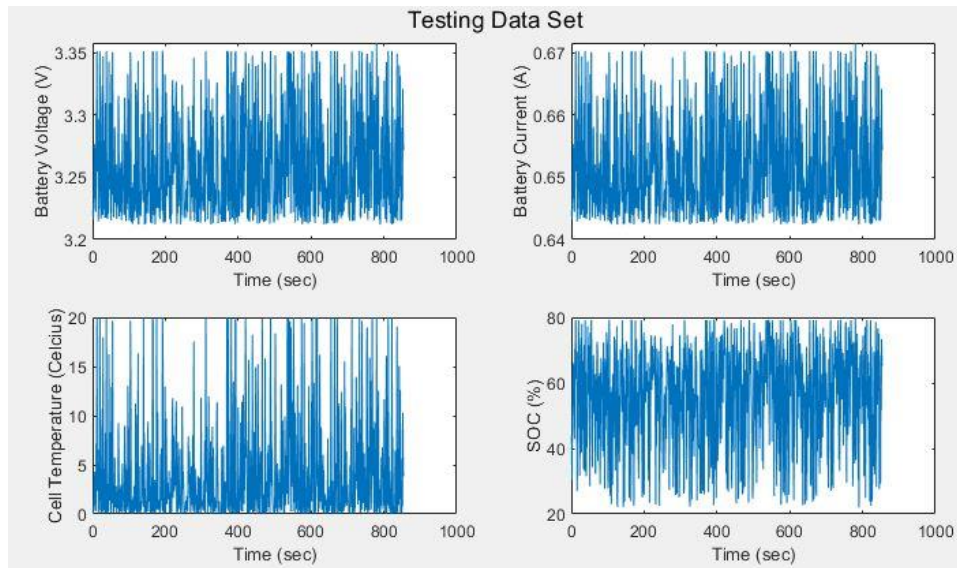 Testing Data Set
Battery Voltage (V)
3.35
3.3
3.25
3.2
0 200 400 600 800 1000
Time (sec)
Battery Current (A)
0.67
0.66
0.65
0.64
0 200 400 600 800 1000
Time (sec)
Cell Temperature (Celcius)
20
15
10
5
0
0 200 400 600 800 1000
Time (sec)
SOC (%)
80
60
40
20
0 200 400 600 800 1000
Time (sec)